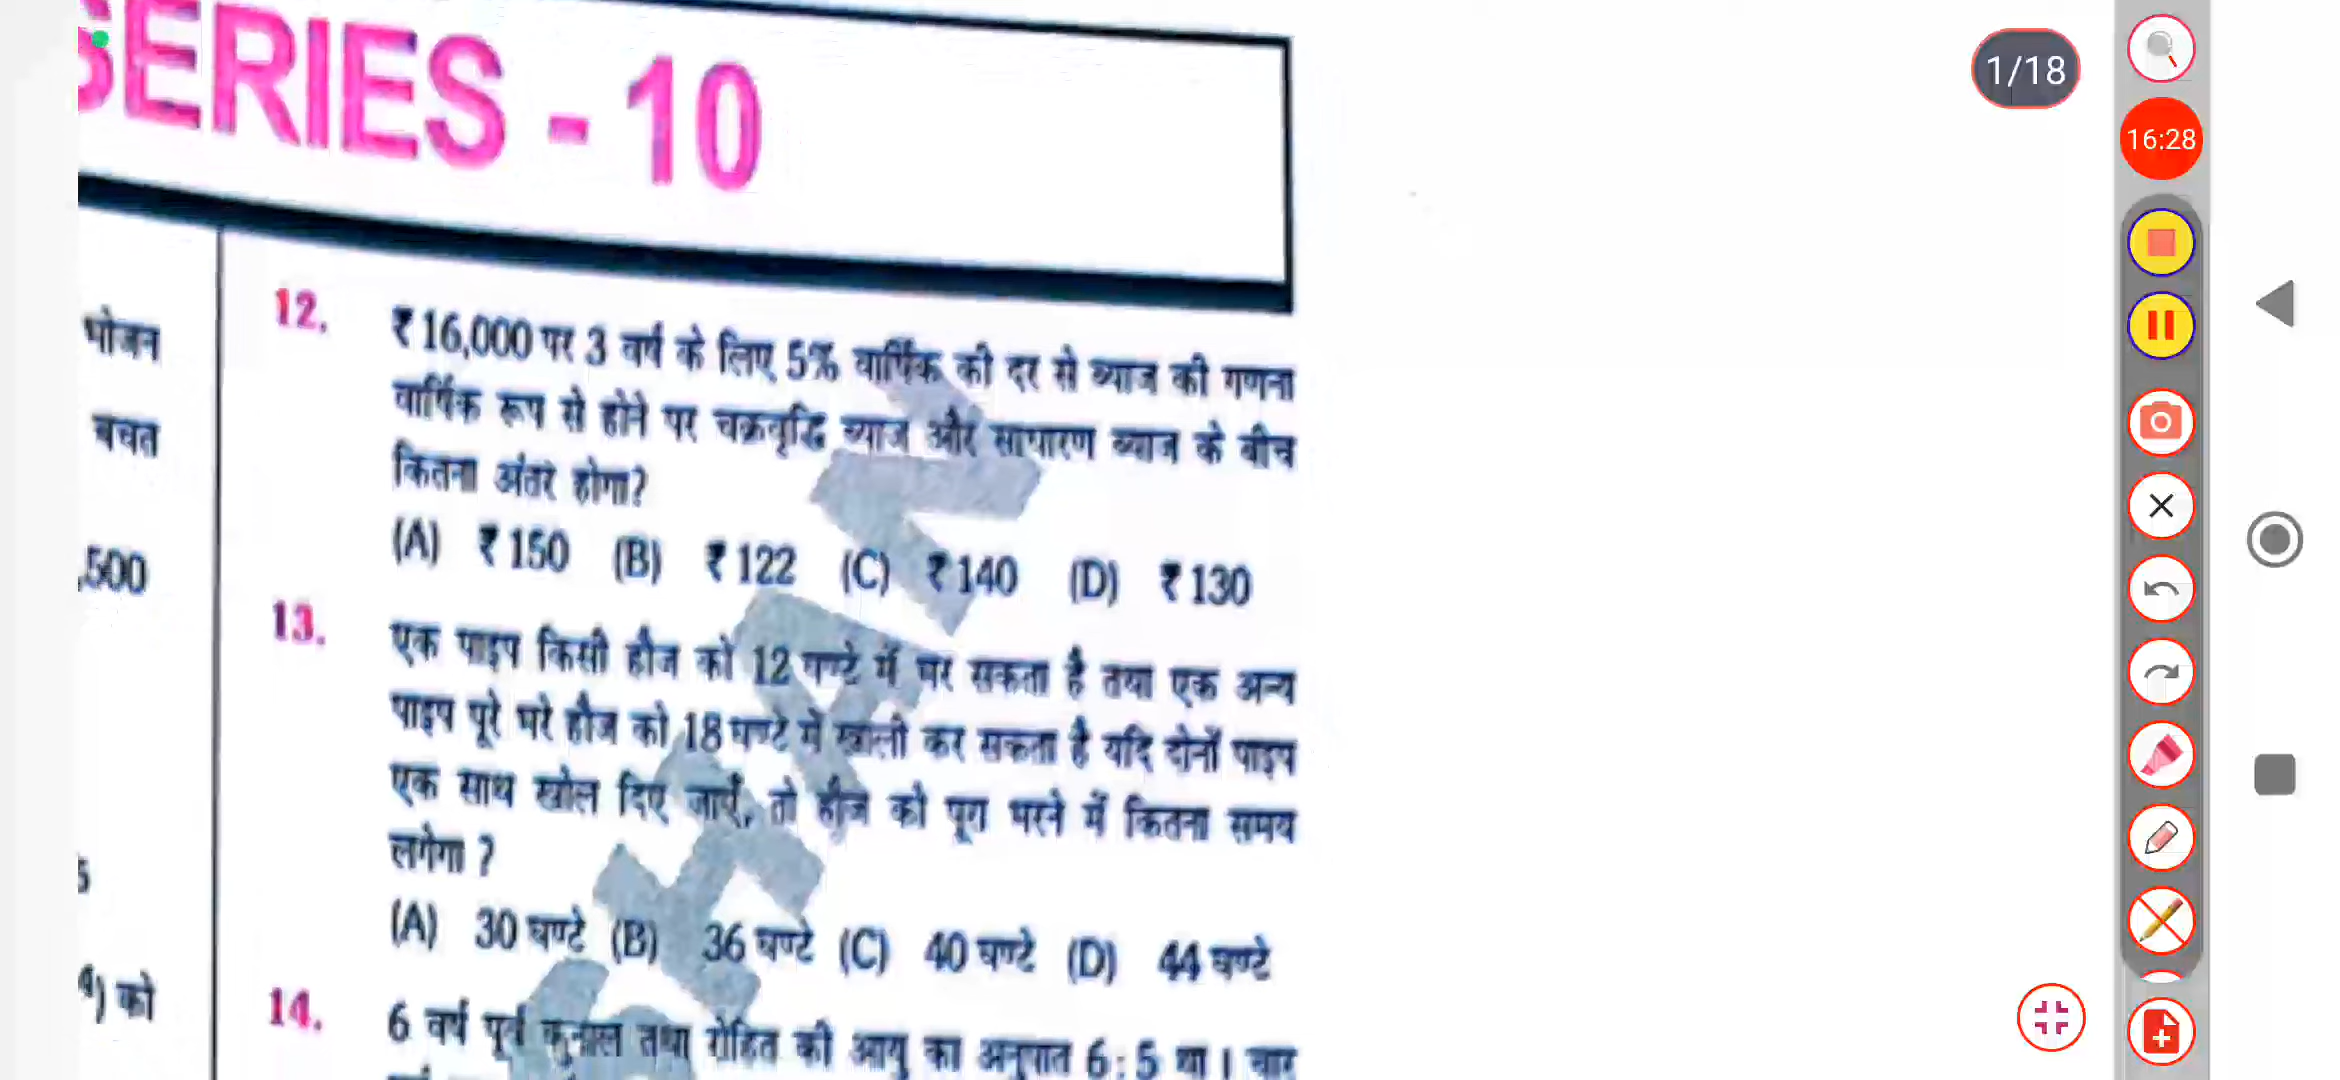 SERIES - 10
1/18
16:28
भोजन
बचत
,500
5
) को
12. ₹ 16,000 पर 3 वर्ष के लिए 5% वार्षिक की दर से ब्याज की गणना
वार्षिक रूप से होने पर चक्रवृद्धि ब्याज और साधारण ब्याज के बीच
कितना अंतर होगा?
(A) ₹ 150 (B) ₹ 122 (C) ₹ 140 (D) ₹ 130
13. एक पाइप किसी हौज को 12 घण्टे में भर सकता है तथा एक अन्य
पाइप पूरे भरे हौज को 18 घण्टे में खाली कर सकता है यदि दोनों पाइप
एक साथ खोल दिए जाएँ, तो हौज को पूरा भरने में कितना समय
लगेगा ?
(A) 30 घण्टे (B) 36 घण्टे (C) 40 घण्टे (D) 44 घण्टे
14. 6 वर्ष पूर्व कुनाल तथा रोहित की आयु का अनुपात 6 : 5 था। चार